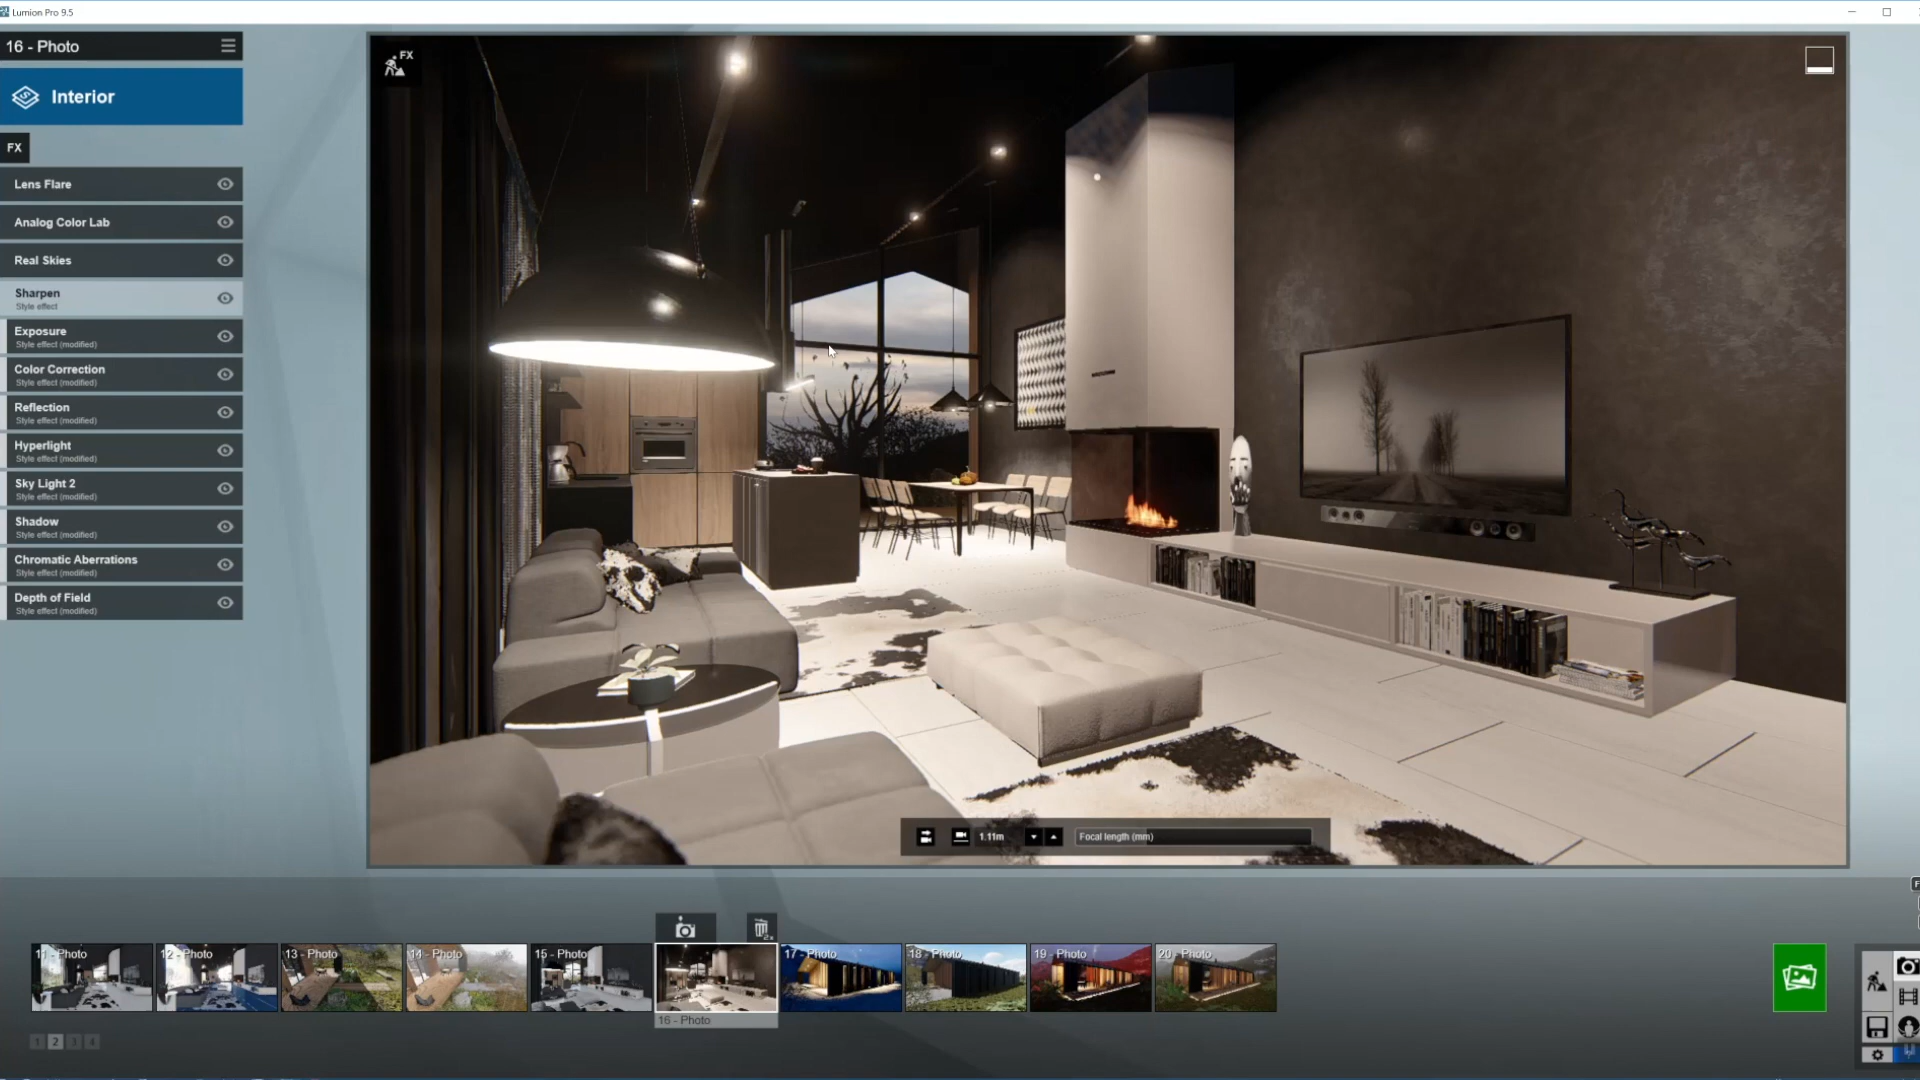 Lumion Pro 9.5
16 - Photo
Interior
FX
FX
Lens Flare
Analog Color Lab
Real Skies
Sharpen
Style effect
Exposure
Style effect (modified)
Color Correction
Style effect (modified)
Reflection
Style effect (modified)
Hyperlight
Style effect (modified)
Sky Light 2
Style effect (modified)
Shadow
Style effect (modified)
Chromatic Aberrations
Style effect (modified)
Depth of Field
Style effect (modified)
1.11m
Focal length (mm)
11 - Photo
12 - Photo
13 - Photo
14 - Photo
15 - Photo
17 - Photo
18 - Photo
19 - Photo
20 - Photo
16 - Photo
1 2 3 4